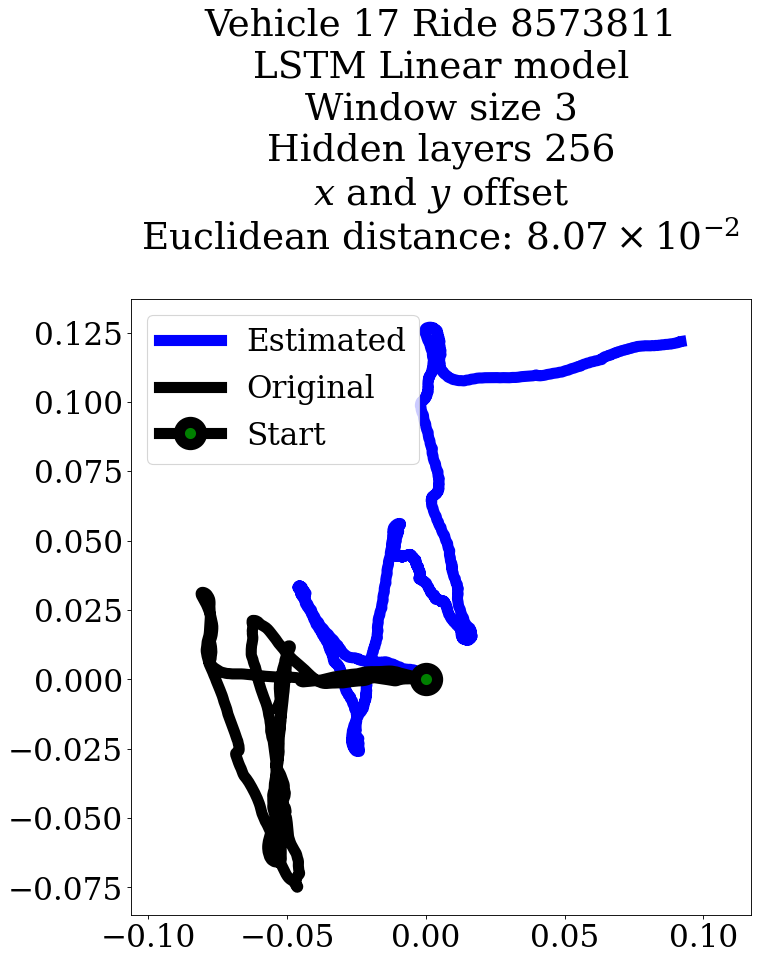 Vehicle 17 Ride 8573811
LSTM Linear model
Window size 3
Hidden layers 256
x and y offset
Euclidean distance: 8.07 × 10⁻²
Estimated
Original
Start
0.125
0.100
0.075
0.050
0.025
0.000
−0.025
−0.050
−0.075
−0.10 −0.05 0.00 0.05 0.10